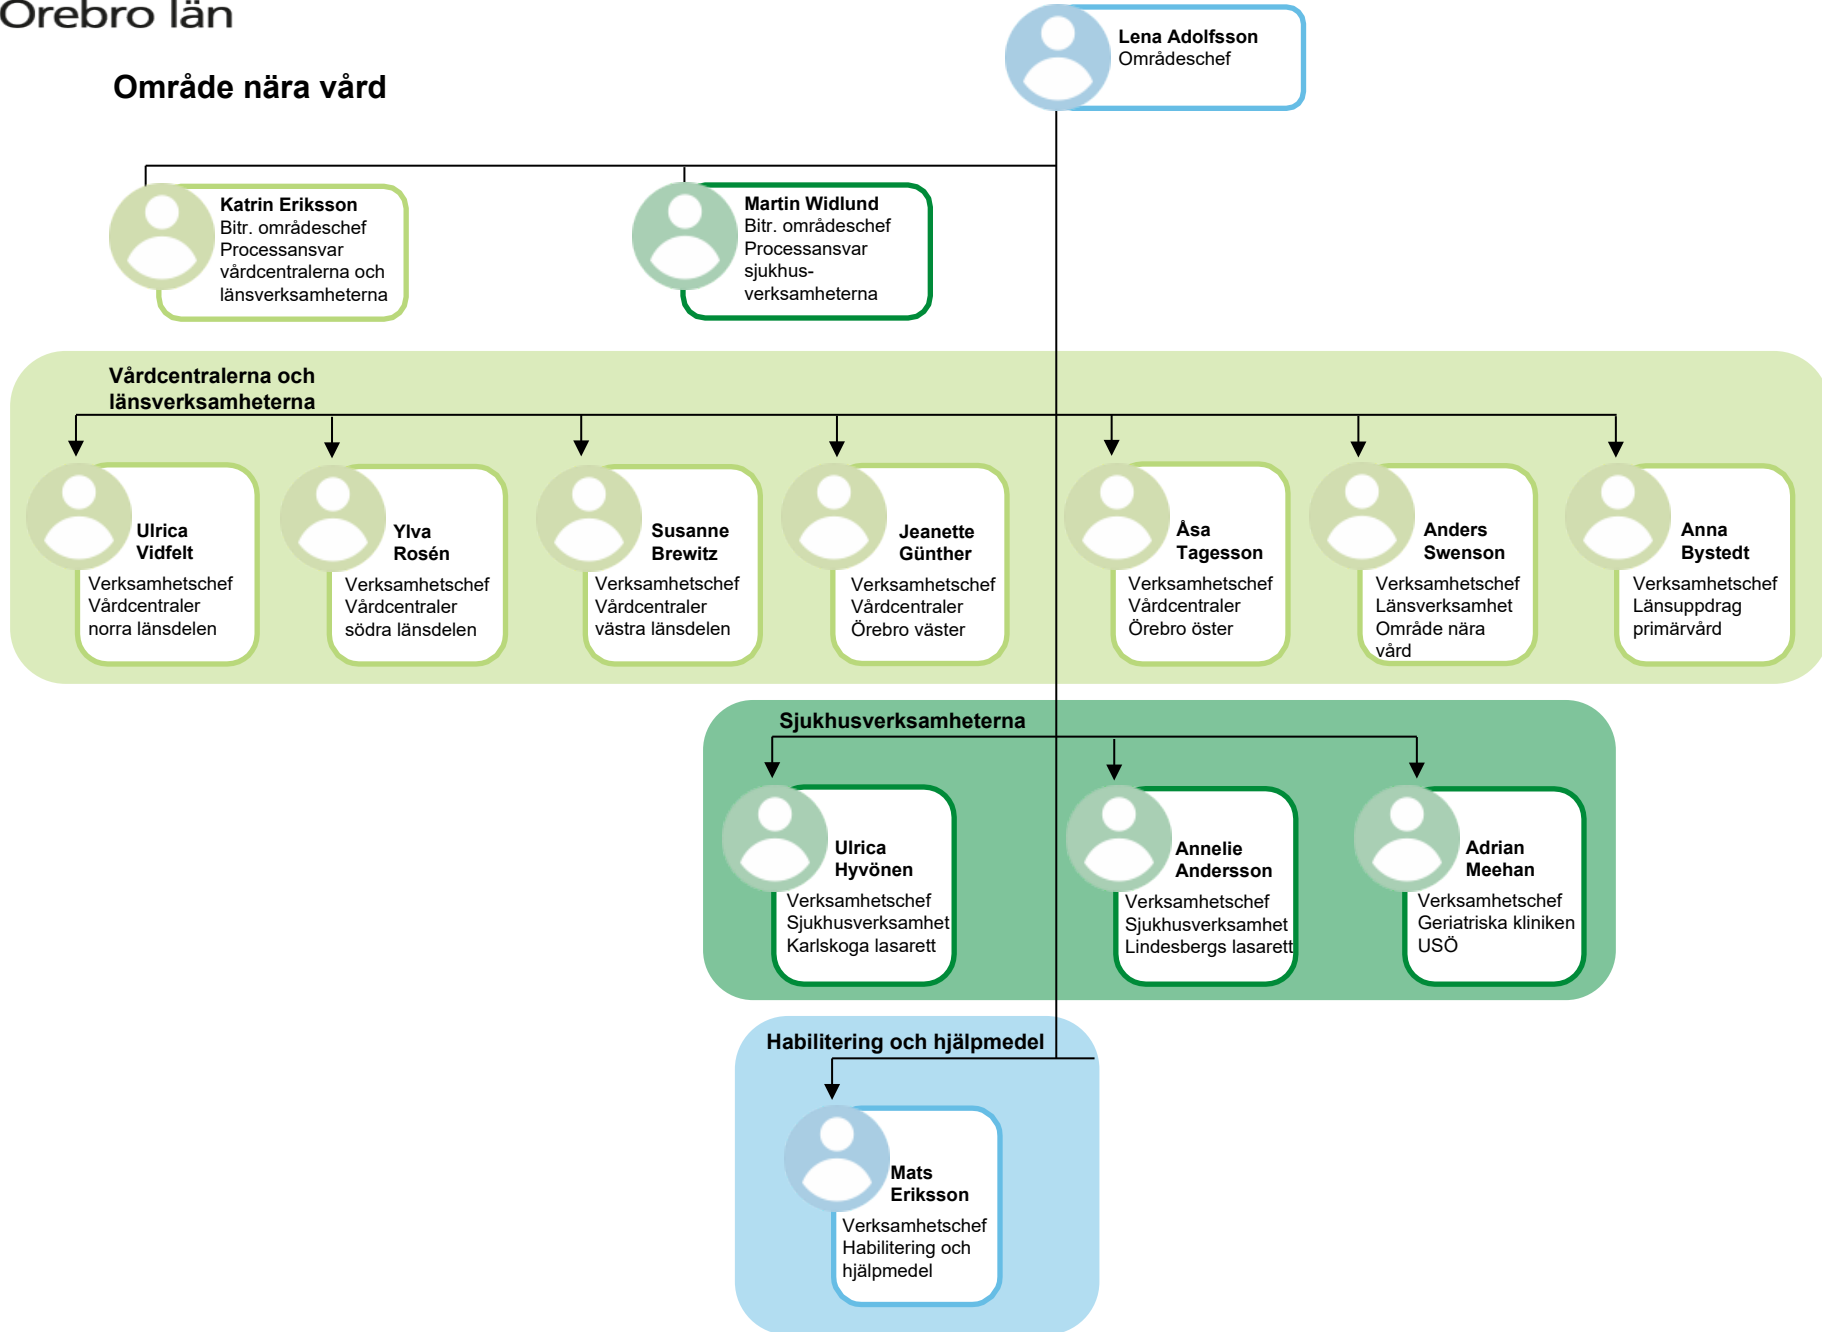 Örebro län
Område nära vård
Lena Adolfsson
Områdeschef
Katrin Eriksson
Bitr. områdeschef
Processansvar
vårdcentralerna och
länsverksamheterna
Martin Widlund
Bitr. områdeschef
Processansvar
sjukhus-
verksamheterna
Vårdcentralerna och
länsverksamheterna
Ulrica
Vidfelt
Verksamhetschef
Vårdcentraler
norra länsdelen
Ylva
Rosén
Verksamhetschef
Vårdcentraler
södra länsdelen
Susanne
Brewitz
Verksamhetschef
Vårdcentraler
västra länsdelen
Jeanette
Günther
Verksamhetschef
Vårdcentraler
Örebro väster
Åsa
Tagesson
Verksamhetschef
Vårdcentraler
Örebro öster
Anders
Swenson
Verksamhetschef
Länsverksamhet
Område nära
vård
Anna
Bystedt
Verksamhetschef
Länsuppdrag
primärvård
Sjukhusverksamheterna
Ulrica
Hyvönen
Verksamhetschef
Sjukhusverksamhet
Karlskoga lasarett
Annelie
Andersson
Verksamhetschef
Sjukhusverksamhet
Lindesbergs lasarett
Adrian
Meehan
Verksamhetschef
Geriatriska kliniken
USÖ
Habilitering och hjälpmedel
Mats
Eriksson
Verksamhetschef
Habilitering och
hjälpmedel